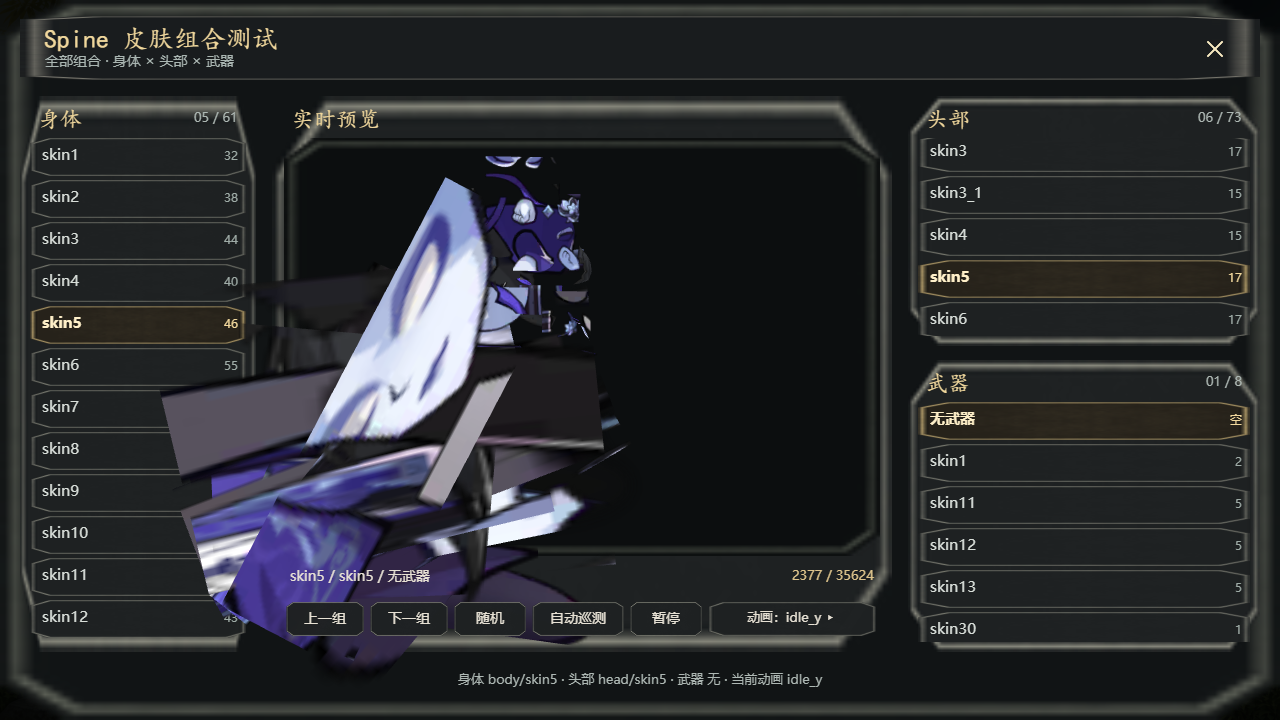 Spine 皮肤组合测试
全部组合 · 身体 × 头部 × 武器
身体 05 / 61
skin1 32
skin2 38
skin3 44
skin4 40
skin5 46
skin6 55
skin7
skin8
skin9
skin10
skin11
skin12 43
实时预览
skin5 / skin5 / 无武器 2377 / 35624
上一组 下一组 随机 自动巡测 暂停 动画: idle_y ▸
头部 06 / 73
skin3 17
skin3_1 15
skin4 15
skin5 17
skin6 17
武器 01 / 8
无武器 空
skin1 2
skin11 5
skin12 5
skin13 5
skin30 1
身体 body/skin5 · 头部 head/skin5 · 武器 无 · 当前动画 idle_y